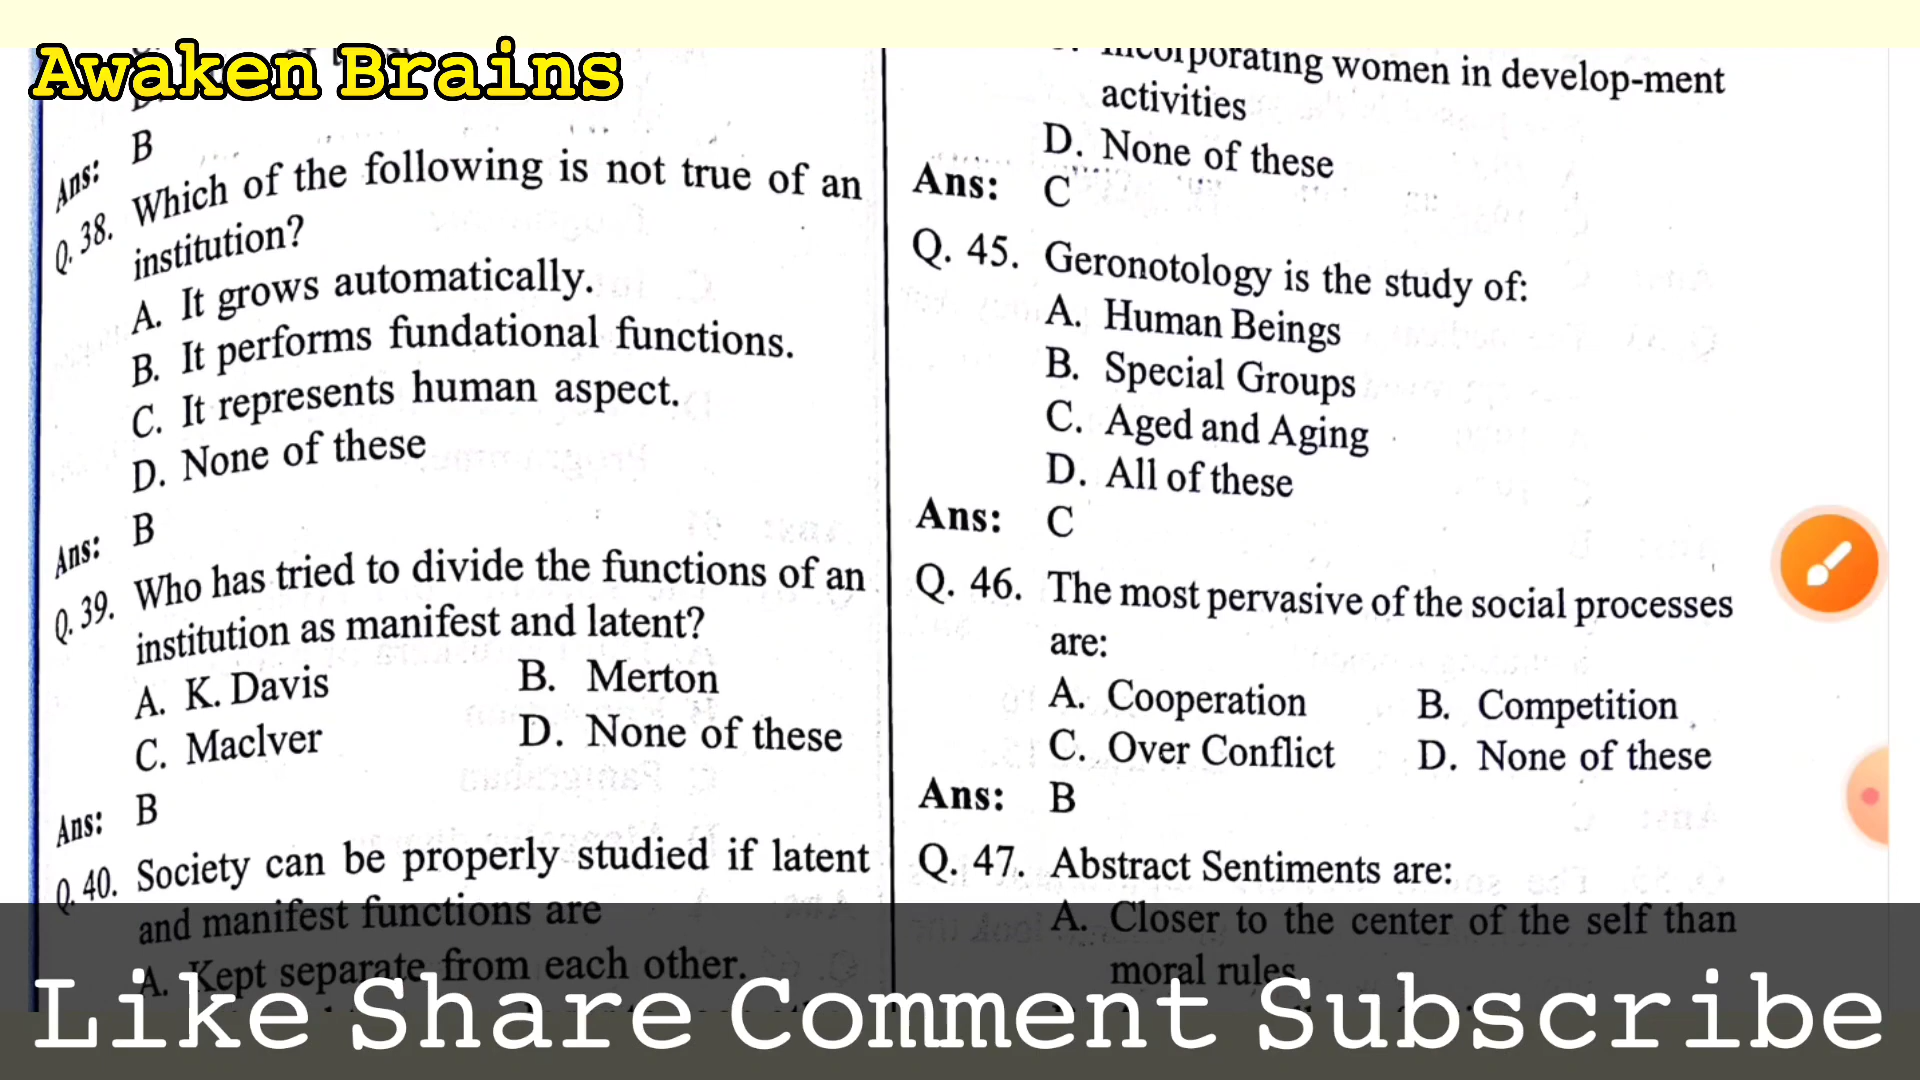 Awaken Brains
Ans: B
Q. 38. Which of the following is not true of an
institution?
A. It grows automatically.
B. It performs fundational functions.
C. It represents human aspect.
D. None of these
Ans: B
Q. 39. Who has tried to divide the functions of an
institution as manifest and latent?
A. K. Davis B. Merton
C. Maclver D. None of these
Ans: B
Q. 40. Society can be properly studied if latent
and manifest functions are
A. Kept separate from each other.
incorporating women in develop-ment
activities
D. None of these
Ans: C
Q. 45. Geronotology is the study of:
A. Human Beings
B. Special Groups
C. Aged and Aging
D. All of these
Ans: C
Q. 46. The most pervasive of the social processes
are:
A. Cooperation B. Competition
C. Over Conflict D. None of these
Ans: B
Q. 47. Abstract Sentiments are:
A. Closer to the center of the self than
moral rules
Like Share Comment Subscribe